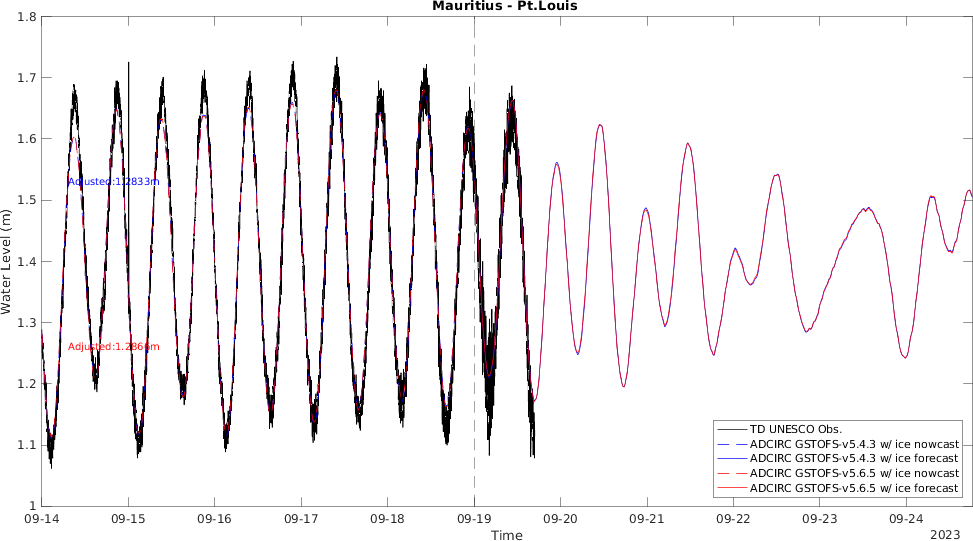 Mauritius - Pt.Louis
1.8
1.7
1.6
1.5
1.4
1.3
1.2
1.1
1
Water Level (m)
Adjusted:1.2833m
Adjusted:1.2866m
TD UNESCO Obs.
ADCIRC GSTOFS-v5.4.3 w/ ice nowcast
ADCIRC GSTOFS-v5.4.3 w/ ice forecast
ADCIRC GSTOFS-v5.6.5 w/ ice nowcast
ADCIRC GSTOFS-v5.6.5 w/ ice forecast
09-14 09-15 09-16 09-17 09-18 09-19 09-20 09-21 09-22 09-23 09-24
Time
2023